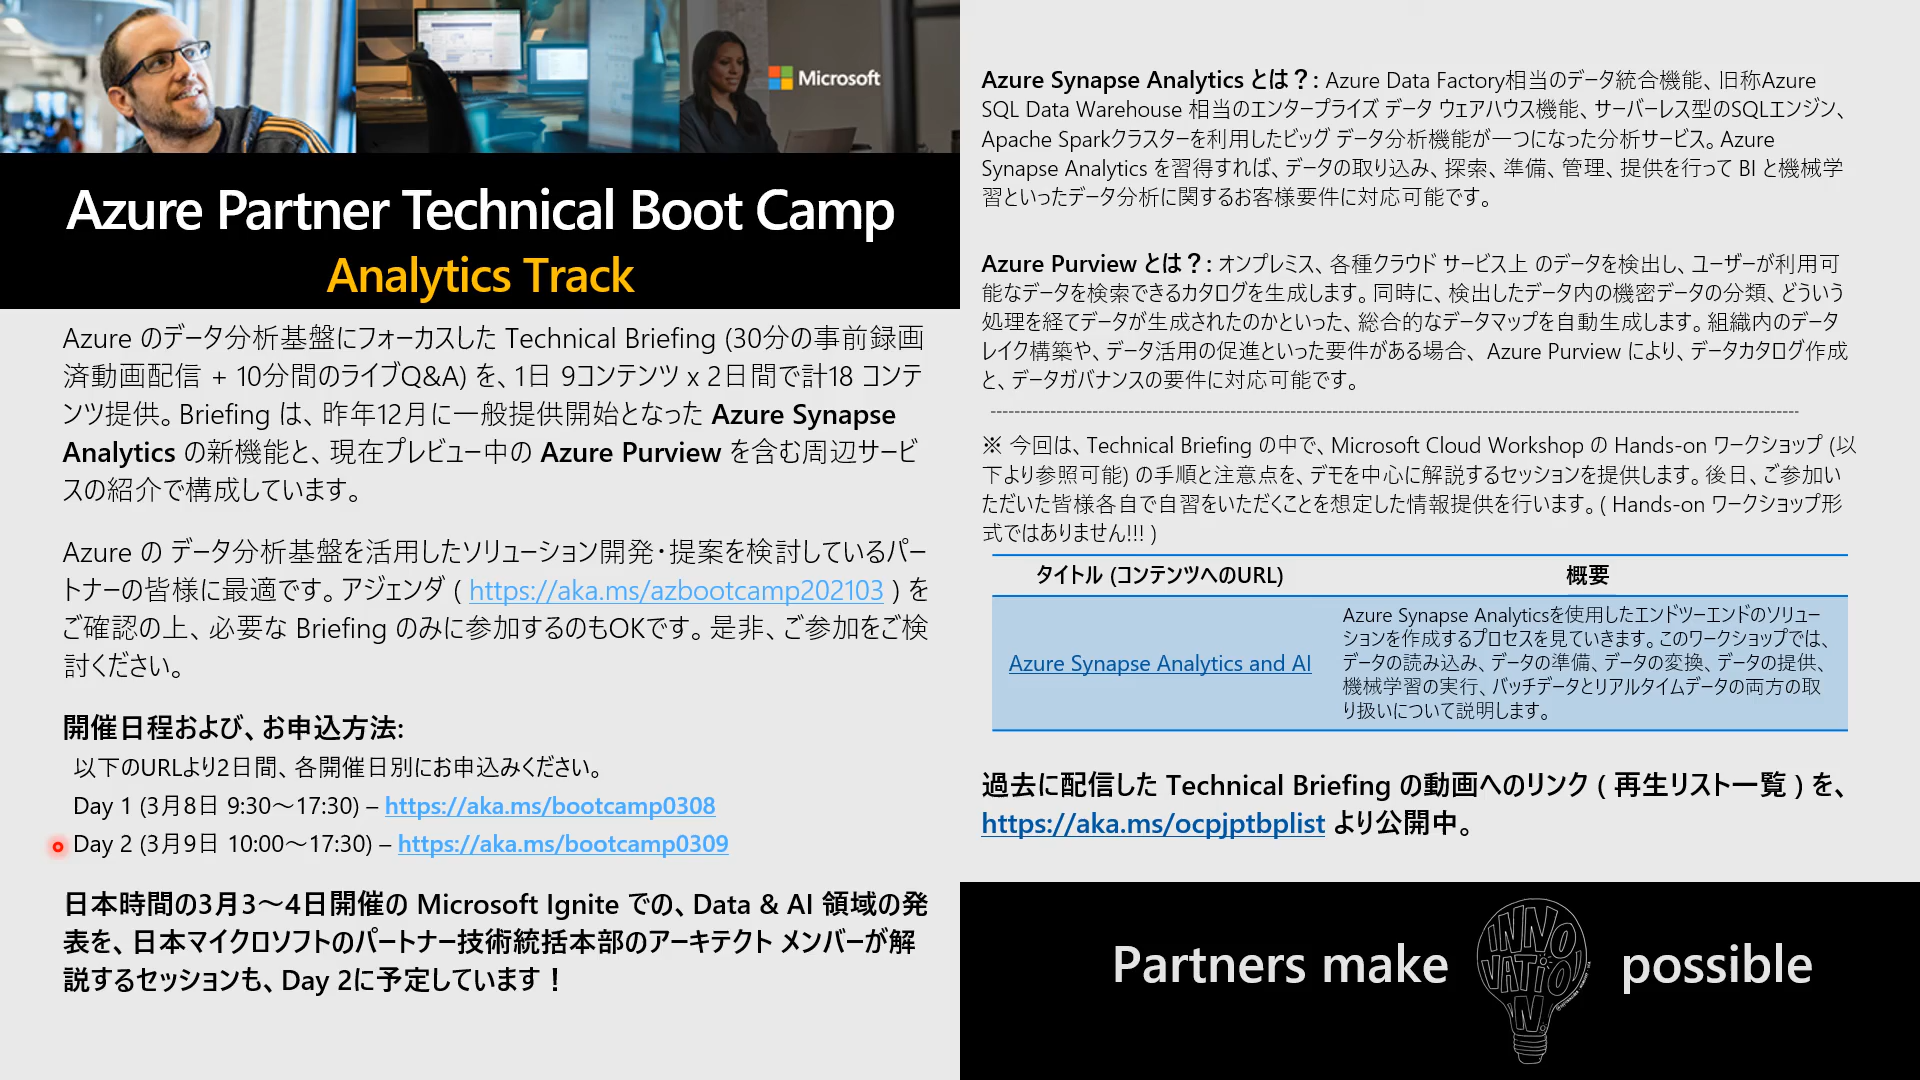 Microsoft
Azure Partner Technical Boot Camp
Analytics Track
Azure のデータ分析基盤にフォーカスした Technical Briefing (30分の事前録画
済動画配信 + 10分間のライブQ&A) を、1日 9コンテンツ x 2日間で計18 コンテ
ンツ提供。Briefing は、昨年12月に一般提供開始となった Azure Synapse
Analytics の新機能と、現在プレビュー中の Azure Purview を含む周辺サービ
スの紹介で構成しています。
Azure の データ分析基盤を活用したソリューション開発・提案を検討しているパー
トナーの皆様に最適です。アジェンダ ( https://aka.ms/azbootcamp202103 ) を
ご確認の上、必要な Briefing のみに参加するのもOKです。是非、ご参加をご検
討ください。
開催日程および、お申込方法:
以下のURLより2日間、各開催日別にお申込みください。
Day 1 (3月8日 9:30～17:30) – https://aka.ms/bootcamp0308
Day 2 (3月9日 10:00～17:30) – https://aka.ms/bootcamp0309
日本時間の3月3～4日開催の Microsoft Ignite での、Data & AI 領域の発
表を、日本マイクロソフトのパートナー技術統括本部のアーキテクト メンバーが解
説するセッションも、Day 2に予定しています！
Azure Synapse Analytics とは？: Azure Data Factory相当のデータ統合機能、旧称Azure
SQL Data Warehouse 相当のエンタープライズ データ ウェアハウス機能、サーバーレス型のSQLエンジン、
Apache Sparkクラスターを利用したビッグ データ分析機能が一つになった分析サービス。Azure
Synapse Analytics を習得すれば、データの取り込み、探索、準備、管理、提供を行って BI と機械学
習といったデータ分析に関するお客様要件に対応可能です。
Azure Purview とは？: オンプレミス、各種クラウド サービス上 のデータを検出し、ユーザーが利用可
能なデータを検索できるカタログを生成します。同時に、検出したデータ内の機密データの分類、どういう
処理を経てデータが生成されたのかといった、総合的なデータマップを自動生成します。組織内のデータ
レイク構築や、データ活用の促進といった要件がある場合、 Azure Purview により、データカタログ作成
と、データガバナンスの要件に対応可能です。
※ 今回は、Technical Briefing の中で、Microsoft Cloud Workshop の Hands-on ワークショップ (以
下より参照可能) の手順と注意点を、デモを中心に解説するセッションを提供します。後日、ご参加い
ただいた皆様各自で自習をいただくことを想定した情報提供を行います。( Hands-on ワークショップ形
式ではありません!!! )
タイトル (コンテンツへのURL) 概要
Azure Synapse Analytics and AI
Azure Synapse Analyticsを使用したエンドツーエンドのソリュー
ションを作成するプロセスを見ていきます。このワークショップでは、
データの読み込み、データの準備、データの変換、データの提供、
機械学習の実行、バッチデータとリアルタイムデータの両方の取
り扱いについて説明します。
過去に配信した Technical Briefing の動画へのリンク ( 再生リスト一覧 ) を、
https://aka.ms/ocpjptbplist より公開中。
Partners make INNOVATION possible